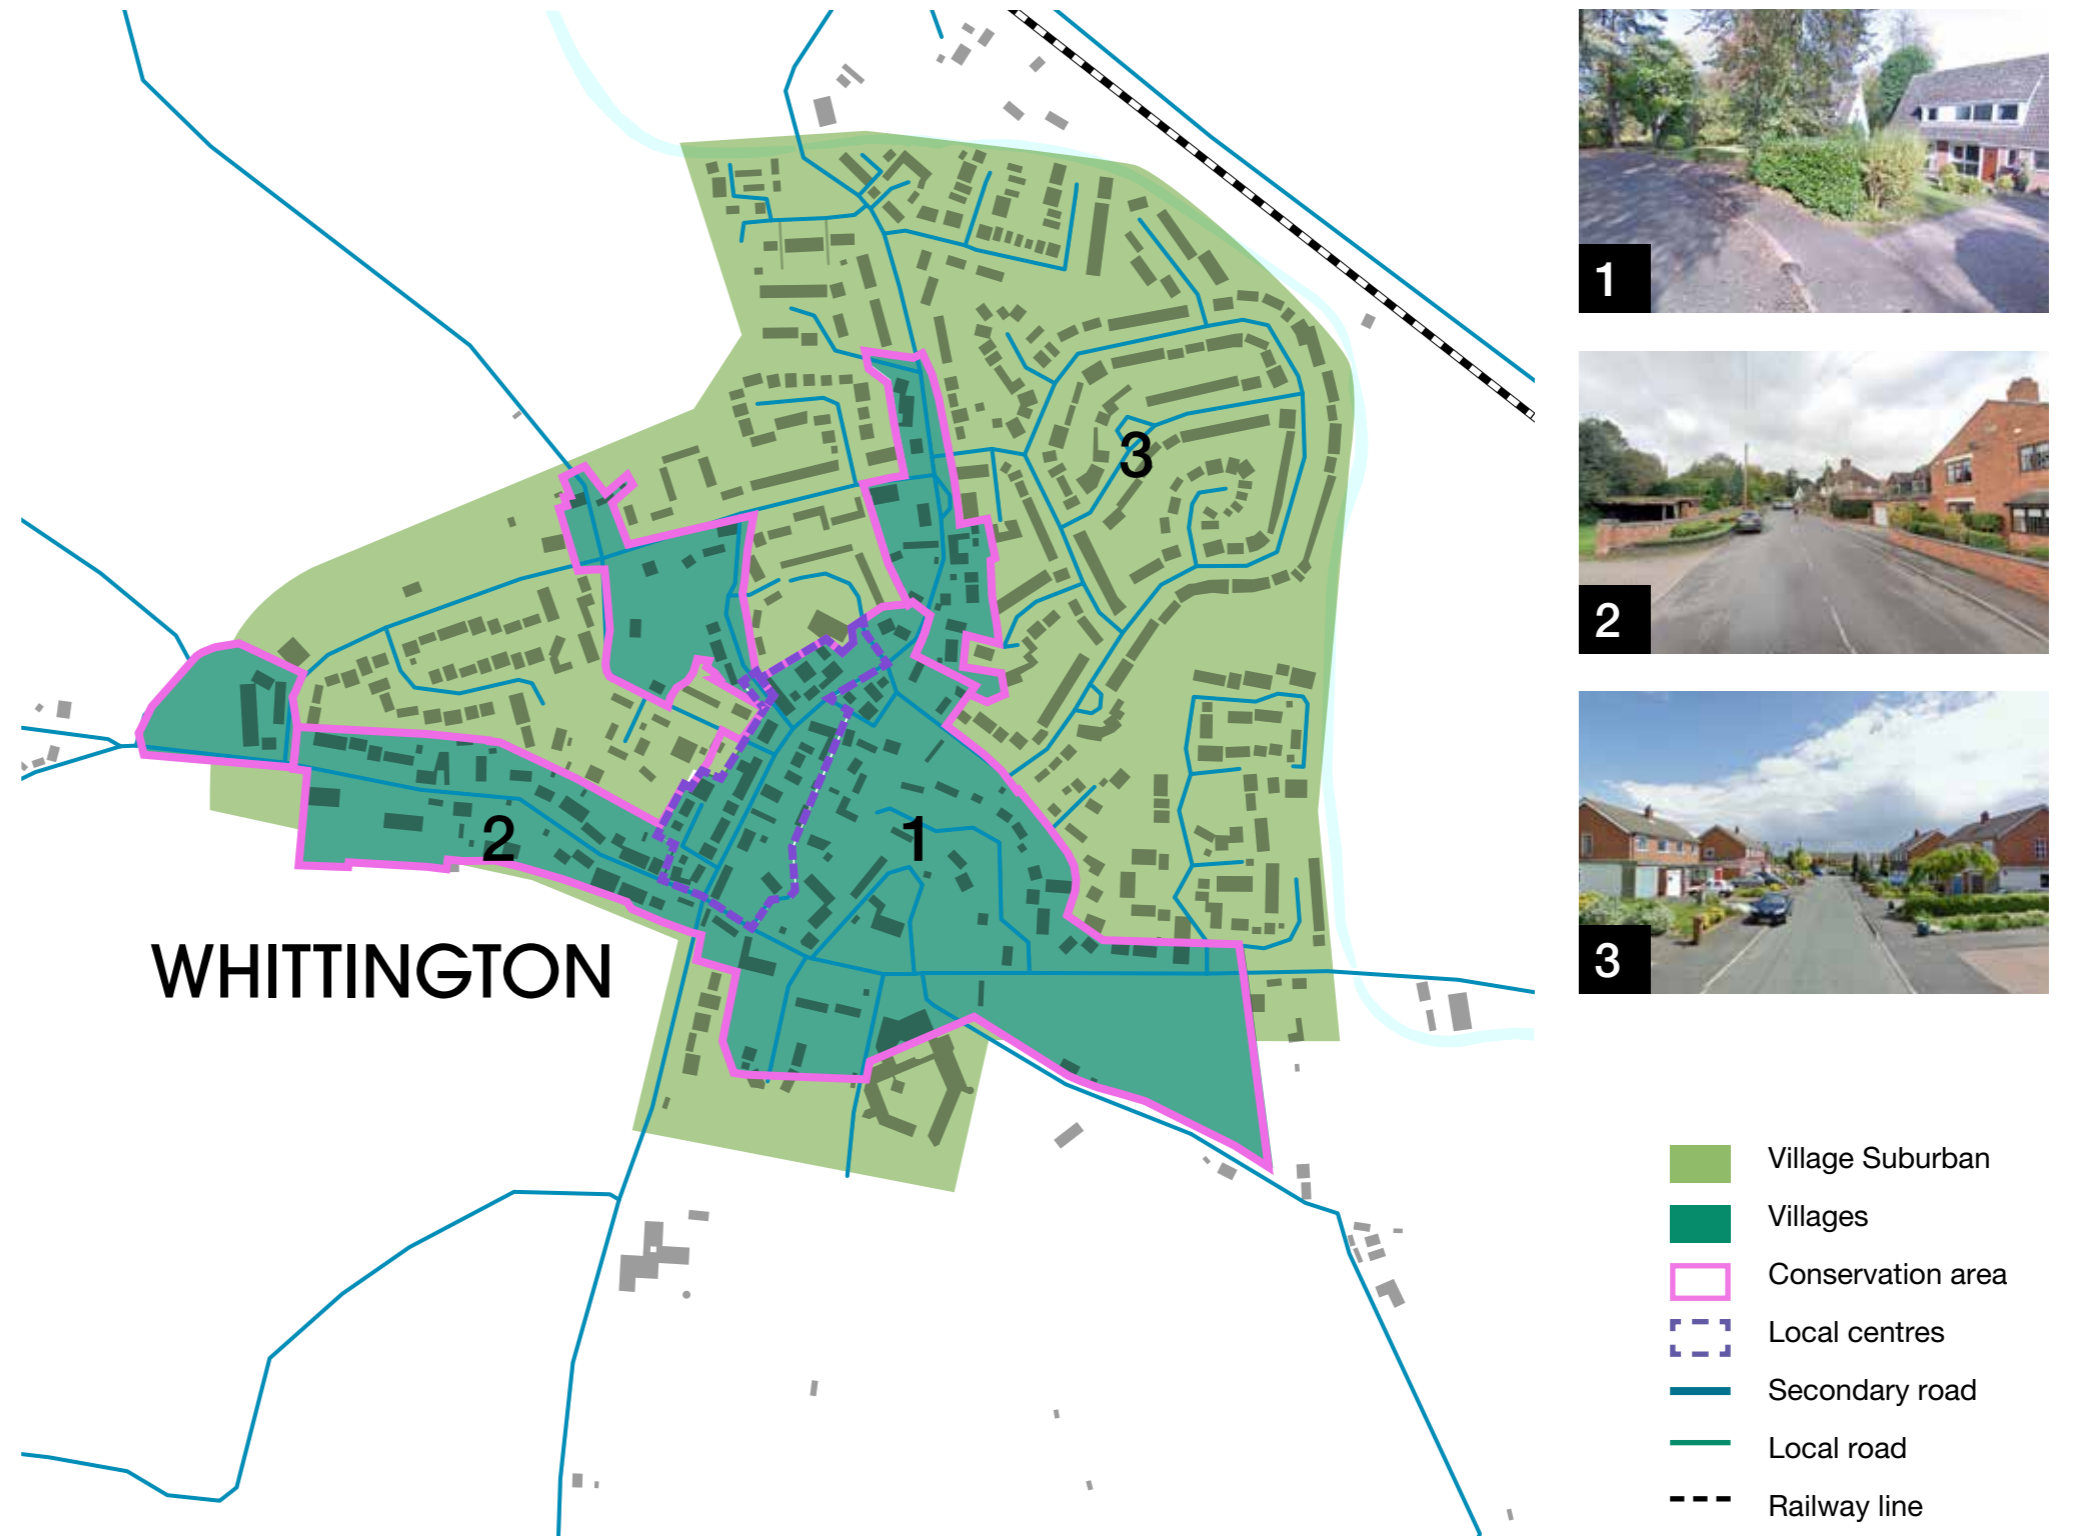 3
2
1
WHITTINGTON
1
2
3
Village Suburban
Villages
Conservation area
Local centres
Secondary road
Local road
Railway line